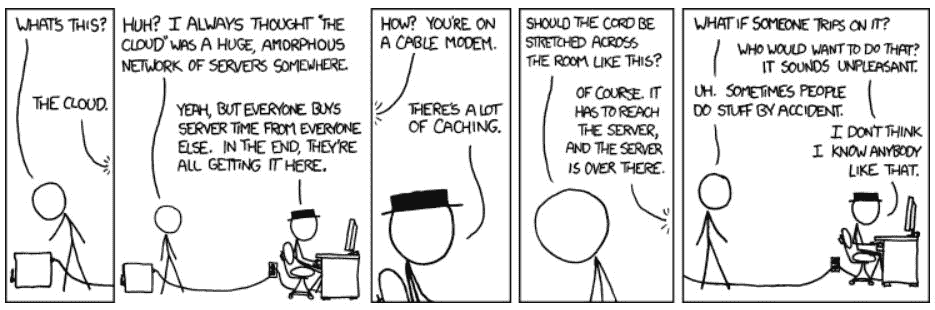 WHAT'S THIS?
THE CLOUD.
HUH? I ALWAYS THOUGHT "THE
CLOUD" WAS A HUGE, AMORPHOUS
NETWORK OF SERVERS SOMEWHERE.
YEAH, BUT EVERYONE BUYS
SERVER TIME FROM EVERYONE
ELSE. IN THE END, THEY'RE
ALL GETTING IT HERE.
HOW? YOU'RE ON
A CABLE MODEM.
THERE'S A LOT
OF CACHING.
SHOULD THE CORD BE
STRETCHED ACROSS
THE ROOM LIKE THIS?
OF COURSE. IT
HAS TO REACH
THE SERVER,
AND THE SERVER
IS OVER THERE.
WHAT IF SOMEONE TRIPS ON IT?
WHO WOULD WANT TO DO THAT?
IT SOUNDS UNPLEASANT.
UH. SOMETIMES PEOPLE
DO STUFF BY ACCIDENT.
I DON'T THINK
I KNOW ANYBODY
LIKE THAT.